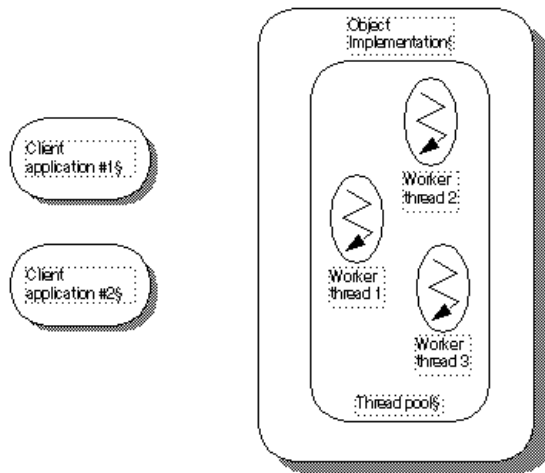 Object
Implementation§
Client
application #1§
Worker
thread 2
Worker
thread 1
Client
application #2§
Worker
thread 3
Thread pool§